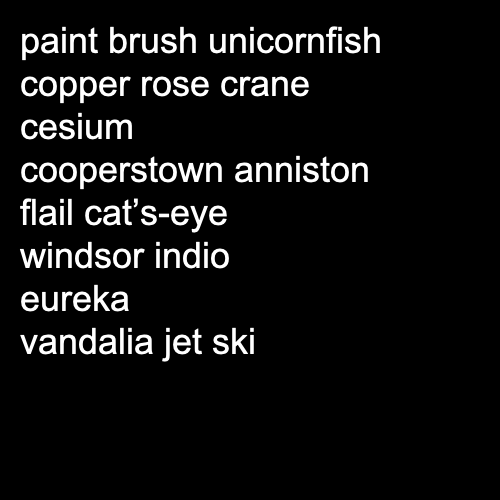 paint brush unicornfish
copper rose crane
cesium
cooperstown anniston
flail cat’s-eye
windsor indio
eureka
vandalia jet ski